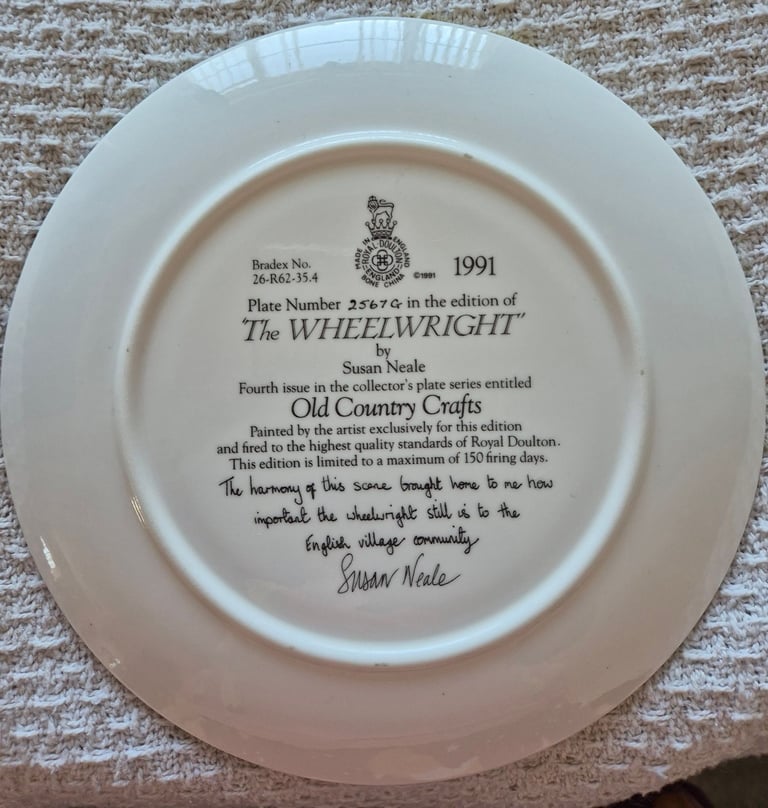 MADE IN ENGLAND
ROYAL DOULTON
ENGLAND
BONE CHINA
©1991
1991
Bradex No.
26-R62-35.4
Plate Number 2567G in the edition of
'The WHEELWRIGHT'
by
Susan Neale
Fourth issue in the collector's plate series entitled
Old Country Crafts
Painted by the artist exclusively for this edition
and fired to the highest quality standards of Royal Doulton.
This edition is limited to a maximum of 150 firing days.
The harmony of this scene brought home to me how
important the wheelwright still is to the
English village community
Susan Neale